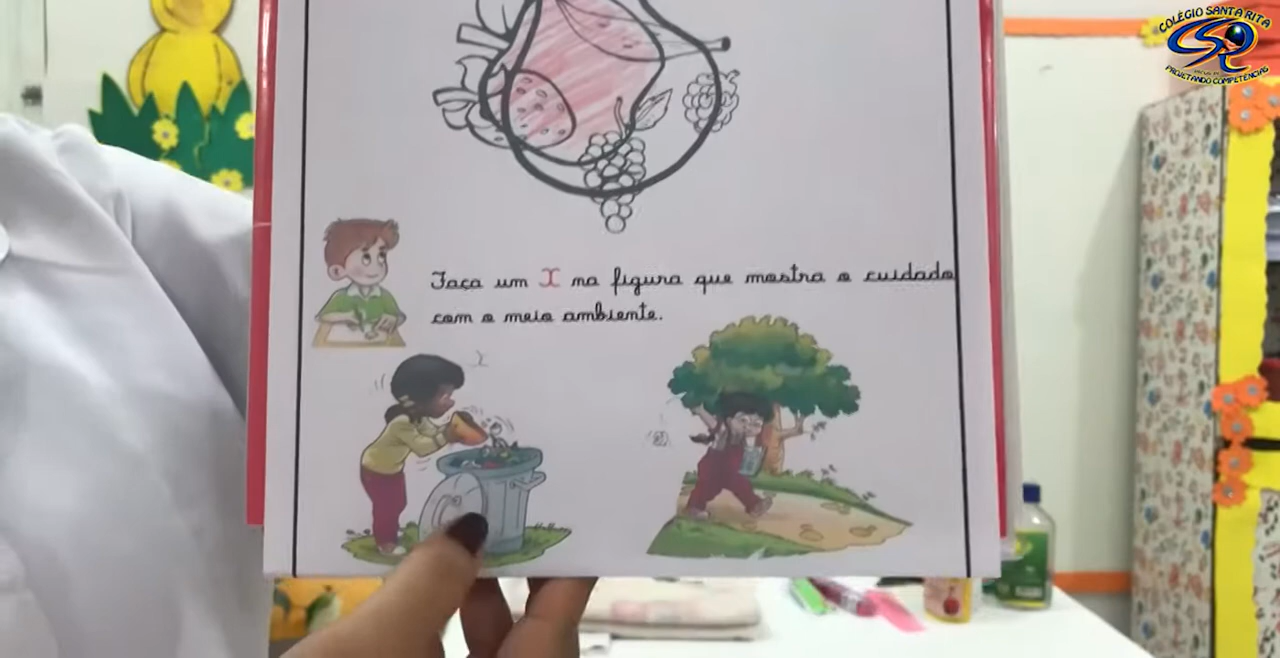 COLÉGIO SANTA RITA
PROJETANDO COMPETÊNCIAS
Faça um X na figura que mostra o cuidado
com o meio ambiente.
X